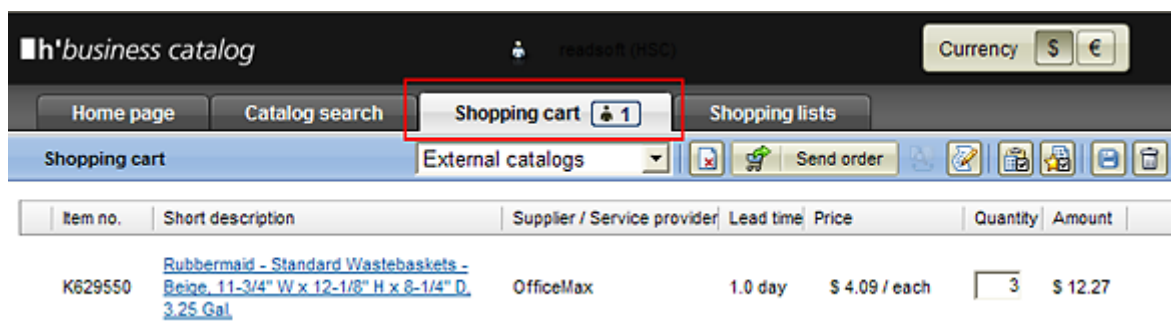 h'business catalog readsoft (HSC) Currency $ €
Home page Catalog search Shopping cart 1 Shopping lists
Shopping cart External catalogs Send order
Item no. Short description Supplier / Service provider Lead time Price Quantity Amount
Rubbermaid - Standard Wastebaskets -
K629550 Beige, 11-3/4" W x 12-1/8" H x 8-1/4" D, OfficeMax 1.0 day $ 4.09 / each 3 $ 12.27
3.25 Gal.